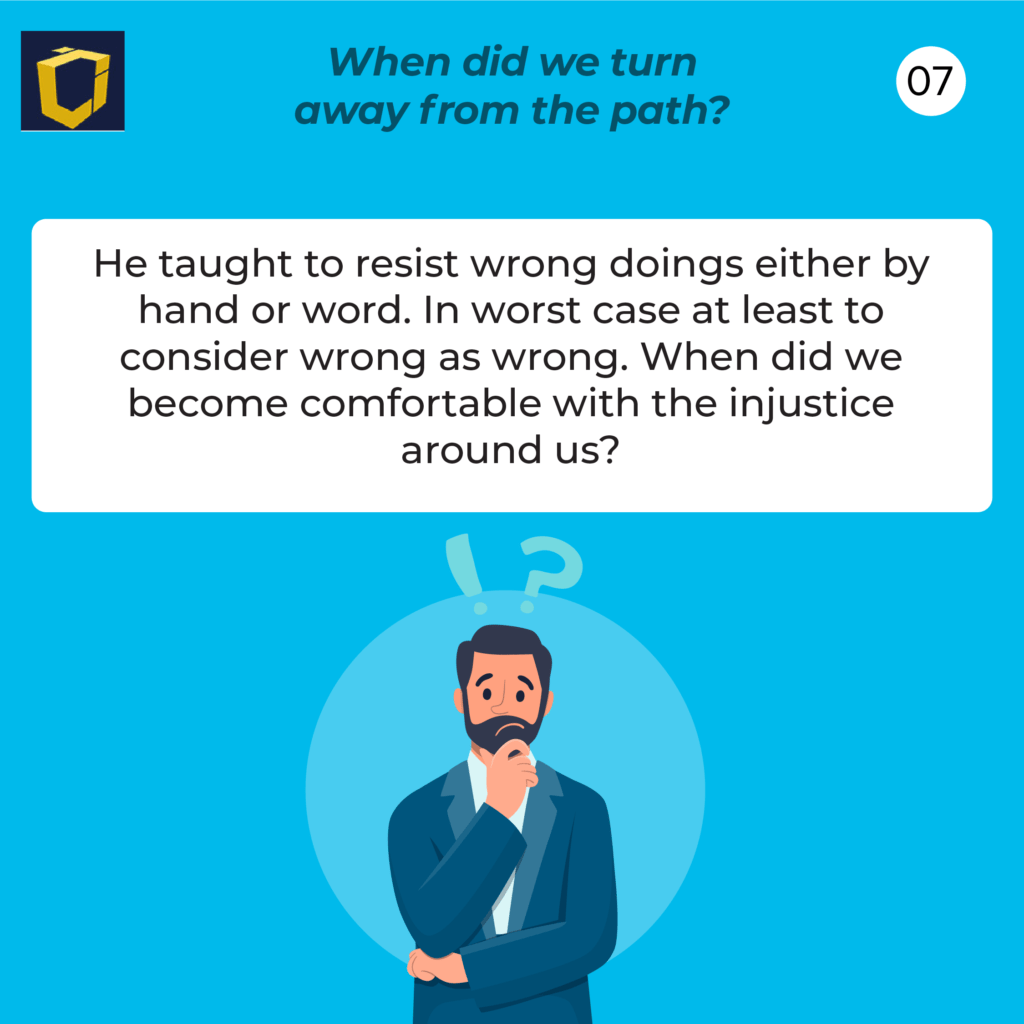 When did we turn
away from the path?
07
He taught to resist wrong doings either by
hand or word. In worst case at least to
consider wrong as wrong. When did we
become comfortable with the injustice
around us?
! ?